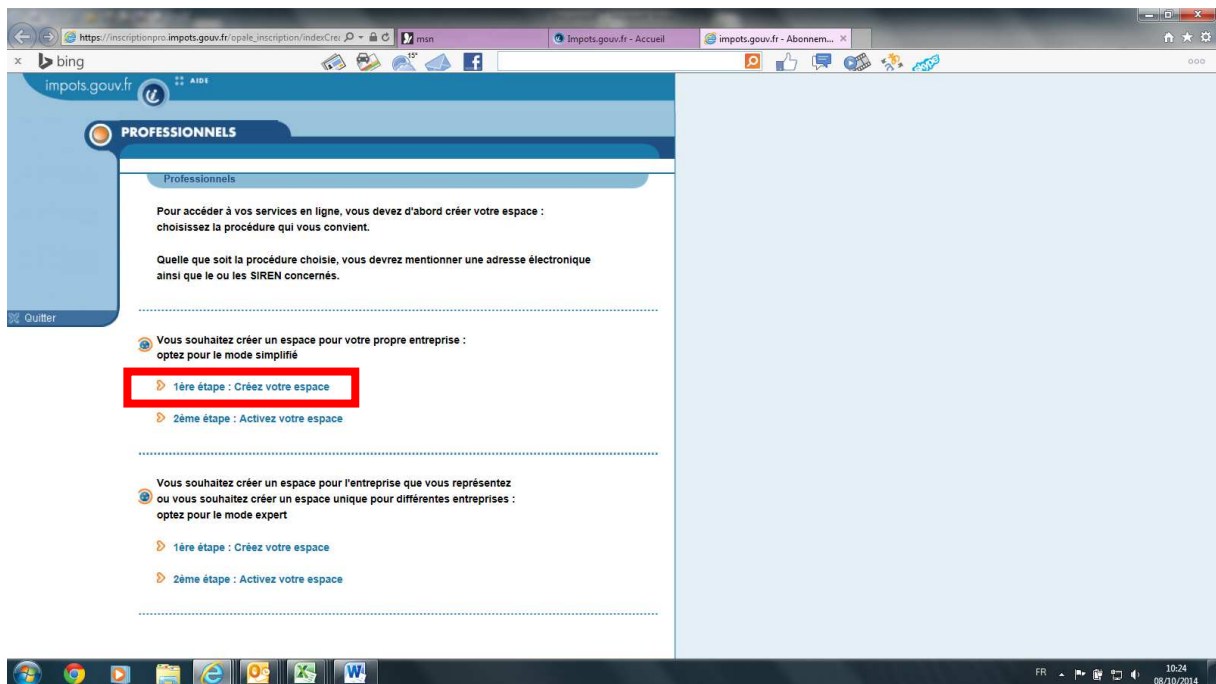 https://inscriptionpro.impots.gouv.fr/opale_inscription/indexCre
msn
Impots.gouv.fr - Accueil
impots.gouv.fr - Abonnem...
bing
15°
impots.gouv.fr
AIDE
PROFESSIONNELS
Professionnels
Pour accéder à vos services en ligne, vous devez d'abord créer votre espace :
choisissez la procédure qui vous convient.
Quelle que soit la procédure choisie, vous devrez mentionner une adresse électronique
ainsi que le ou les SIREN concernés.
Quitter
Vous souhaitez créer un espace pour votre propre entreprise :
optez pour le mode simplifié
1ère étape : Créez votre espace
2ème étape : Activez votre espace
Vous souhaitez créer un espace pour l'entreprise que vous représentez
ou vous souhaitez créer un espace unique pour différentes entreprises :
optez pour le mode expert
1ère étape : Créez votre espace
2ème étape : Activez votre espace
FR
10:24
08/10/2014